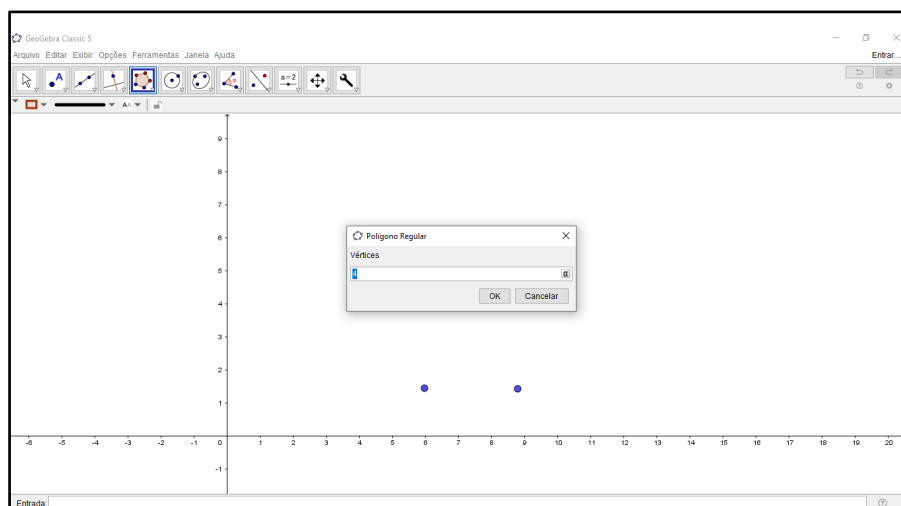 GeoGebra Classic 5
Arquivo Editar Exibir Opções Ferramentas Janela Ajuda
Entrar...
A
α
a=2
AA
9
8
7
6
5
4
3
2
1
-6 -5 -4 -3 -2 -1 0 1 2 3 4 5 6 7 8 9 10 11 12 13 14 15 16 17 18 19 20
-1
Polígono Regular
Vértices
4
α
OK Cancelar
Entrada: